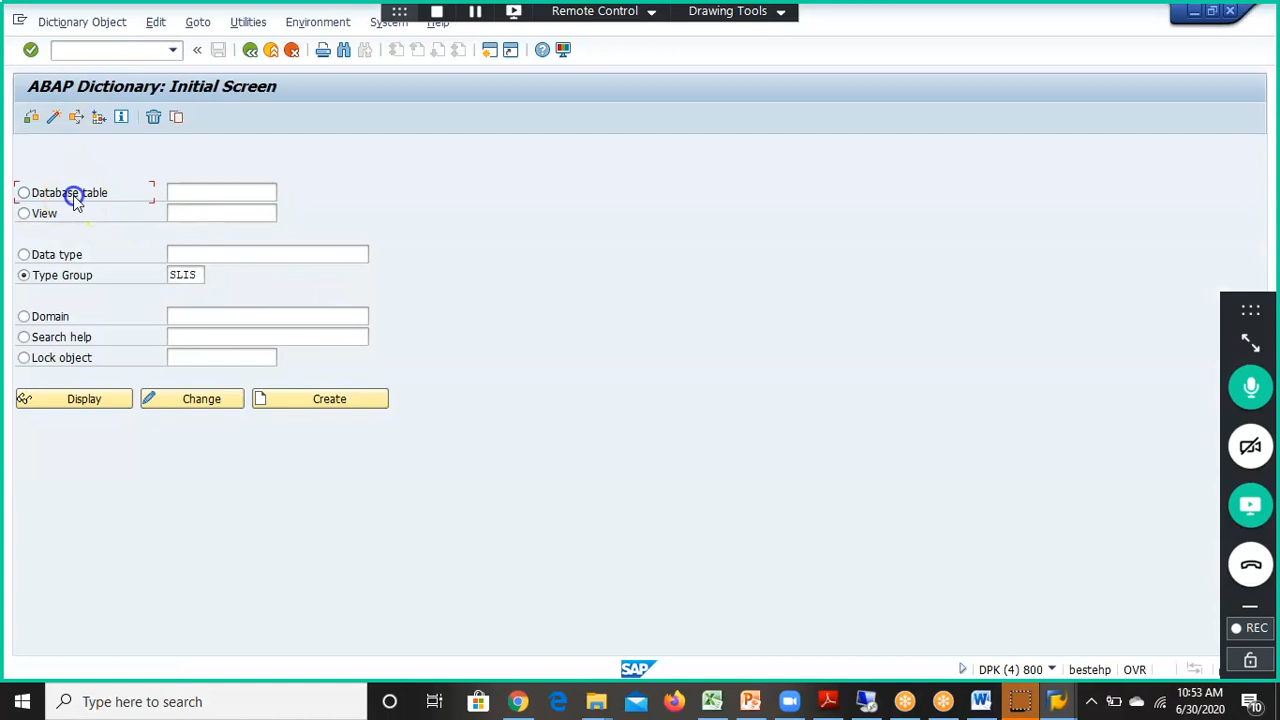 Dictionary Object Edit Goto Utilities Environment System Help
Remote Control Drawing Tools
ABAP Dictionary: Initial Screen
Database table
View
Data type
Type Group SLIS
Domain
Search help
Lock object
Display Change Create
REC
SAP
DPK (4) 800 bestehp OVR
Type here to search
10:53 AM
6/30/2020
10